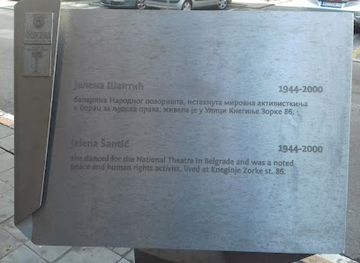 Јелена Шантић 1944-2000
балерина Народног позоришта, истакнута мировна активисткиња
и борац за људска права, живела је у Улици Кнегиње Зорке 86.
Jelena Šantić 1944-2000
she danced for the National Theatre in Belgrade and was a noted
peace and human rights activist, lived at Kneginje Zorke st. 86.